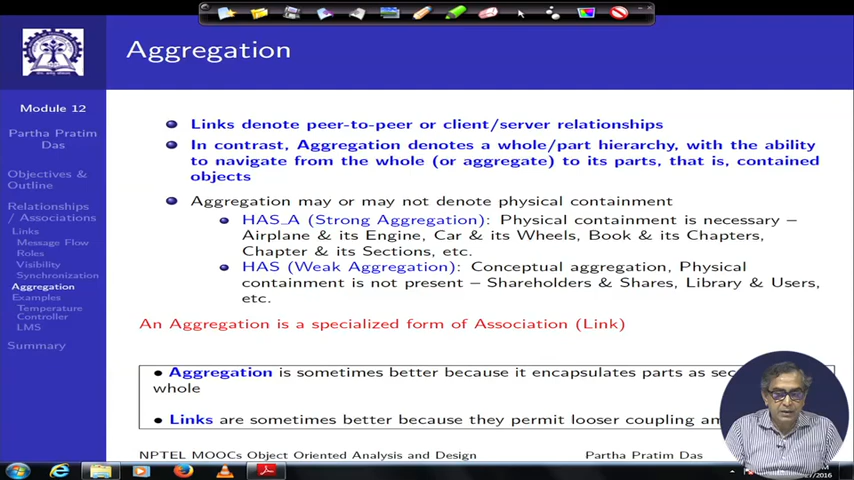 Aggregation
Module 12
Partha Pratim
Das
Objectives &
Outline
Relationships
/ Associations
Links
Message Flow
Roles
Visibility
Synchronization
Aggregation
Examples
Temperature
Controller
LMS
Summary
Links denote peer-to-peer or client/server relationships
In contrast, Aggregation denotes a whole/part hierarchy, with the ability
to navigate from the whole (or aggregate) to its parts, that is, contained
objects
Aggregation may or may not denote physical containment
HAS_A (Strong Aggregation): Physical containment is necessary –
Airplane & its Engine, Car & its Wheels, Book & its Chapters,
Chapter & its Sections, etc.
HAS (Weak Aggregation): Conceptual aggregation, Physical
containment is not present – Shareholders & Shares, Library & Users,
etc.
An Aggregation is a specialized form of Association (Link)
• Aggregation is sometimes better because it encapsulates parts as
whole
• Links are sometimes better because they permit looser coupling
NPTEL MOOCs Object Oriented Analysis and Design
Partha Pratim Das